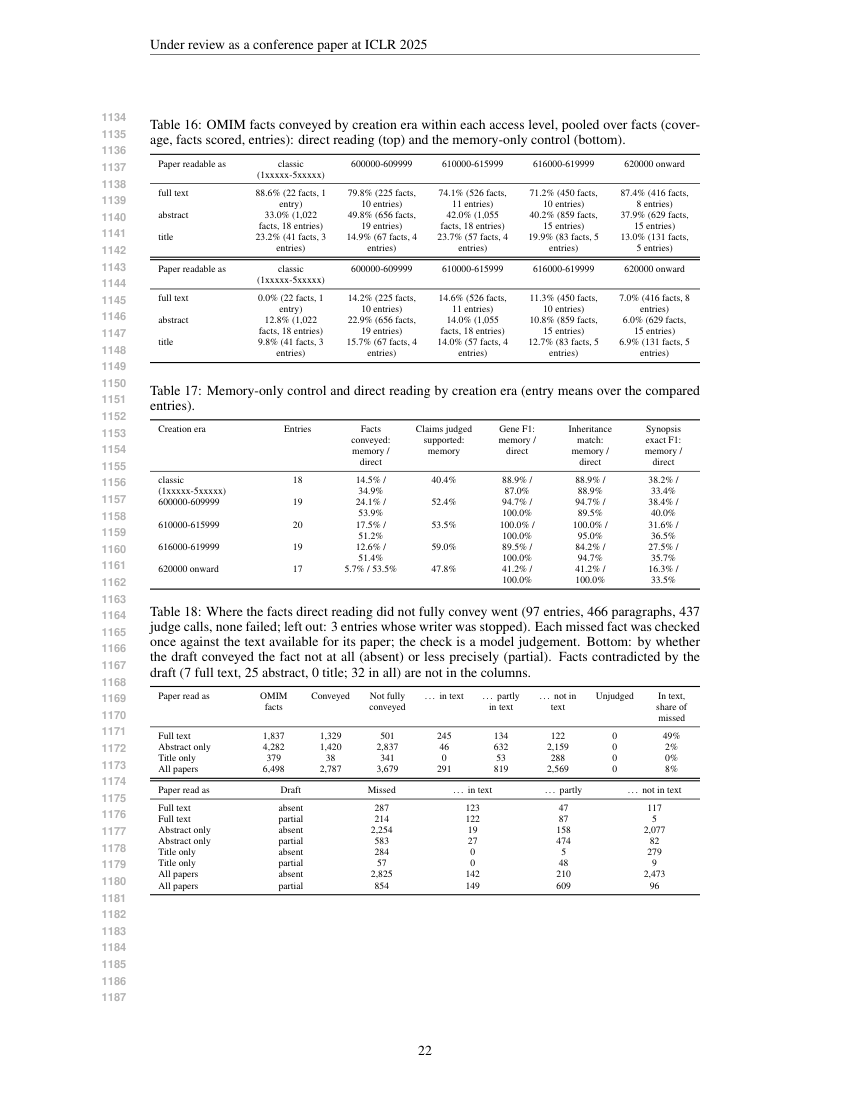 Under review as a conference paper at ICLR 2025
1134
1135
1136
1137
1138
1139
1140
1141
1142
1143
1144
1145
1146
1147
1148
1149
1150
1151
1152
1153
1154
1155
1156
1157
1158
1159
1160
1161
1162
1163
1164
1165
1166
1167
1168
1169
1170
1171
1172
1173
1174
1175
1176
1177
1178
1179
1180
1181
1182
1183
1184
1185
1186
1187
Table 16: OMIM facts conveyed by creation era within each access level, pooled over facts (cover-
age, facts scored, entries): direct reading (top) and the memory-only control (bottom).
Paper readable as classic 600000-609999 610000-615999 616000-619999 620000 onward
(1xxxxx-5xxxxx)
full text 88.6% (22 facts, 1 79.8% (225 facts, 74.1% (526 facts, 71.2% (450 facts, 87.4% (416 facts,
entry) 10 entries) 11 entries) 10 entries) 8 entries)
abstract 33.0% (1,022 49.8% (656 facts, 42.0% (1,055 40.2% (859 facts, 37.9% (629 facts,
facts, 18 entries) 19 entries) facts, 18 entries) 15 entries) 15 entries)
title 23.2% (41 facts, 3 14.9% (67 facts, 4 23.7% (57 facts, 4 19.9% (83 facts, 5 13.0% (131 facts,
entries) entries) entries) entries) 5 entries)
Paper readable as classic 600000-609999 610000-615999 616000-619999 620000 onward
(1xxxxx-5xxxxx)
full text 0.0% (22 facts, 1 14.2% (225 facts, 14.6% (526 facts, 11.3% (450 facts, 7.0% (416 facts, 8
entry) 10 entries) 11 entries) 10 entries) entries)
abstract 12.8% (1,022 22.9% (656 facts, 14.0% (1,055 10.8% (859 facts, 6.0% (629 facts,
facts, 18 entries) 19 entries) facts, 18 entries) 15 entries) 15 entries)
title 9.8% (41 facts, 3 15.7% (67 facts, 4 14.0% (57 facts, 4 12.7% (83 facts, 5 6.9% (131 facts, 5
entries) entries) entries) entries) entries)
Table 17: Memory-only control and direct reading by creation era (entry means over the compared
entries).
Creation era Entries Facts Claims judged Gene F1: Inheritance Synopsis
conveyed: supported: memory / match: exact F1:
memory / memory direct memory / memory /
direct direct direct
classic 18 14.5% / 40.4% 88.9% / 88.9% / 38.2% /
(1xxxxx-5xxxxx) 34.9% 87.0% 88.9% 33.4%
600000-609999 19 24.1% / 52.4% 94.7% / 94.7% / 38.4% /
53.9% 100.0% 89.5% 40.0%
610000-615999 20 17.5% / 53.5% 100.0% / 100.0% / 31.6% /
51.2% 100.0% 95.0% 36.5%
616000-619999 19 12.6% / 59.0% 89.5% / 84.2% / 27.5% /
51.4% 100.0% 94.7% 35.7%
620000 onward 17 5.7% / 53.5% 47.8% 41.2% / 41.2% / 16.3% /
100.0% 100.0% 33.5%
Table 18: Where the facts direct reading did not fully convey went (97 entries, 466 paragraphs, 437
judge calls, none failed; left out: 3 entries whose writer was stopped). Each missed fact was checked
once against the text available for its paper; the check is a model judgement. Bottom: by whether
the draft conveyed the fact not at all (absent) or less precisely (partial). Facts contradicted by the
draft (7 full text, 25 abstract, 0 title; 32 in all) are not in the columns.
Paper read as OMIM Conveyed Not fully ... in text ... partly ... not in Unjudged In text,
facts conveyed in text text share of
missed
Full text 1,837 1,329 501 245 134 122 0 49%
Abstract only 4,282 1,420 2,837 46 632 2,159 0 2%
Title only 379 38 341 0 53 288 0 0%
All papers 6,498 2,787 3,679 291 819 2,569 0 8%
Paper read as Draft Missed ... in text ... partly ... not in text
Full text absent 287 123 47 117
Full text partial 214 122 87 5
Abstract only absent 2,254 19 158 2,077
Abstract only partial 583 27 474 82
Title only absent 284 0 5 279
Title only partial 57 0 48 9
All papers absent 2,825 142 210 2,473
All papers partial 854 149 609 96
22